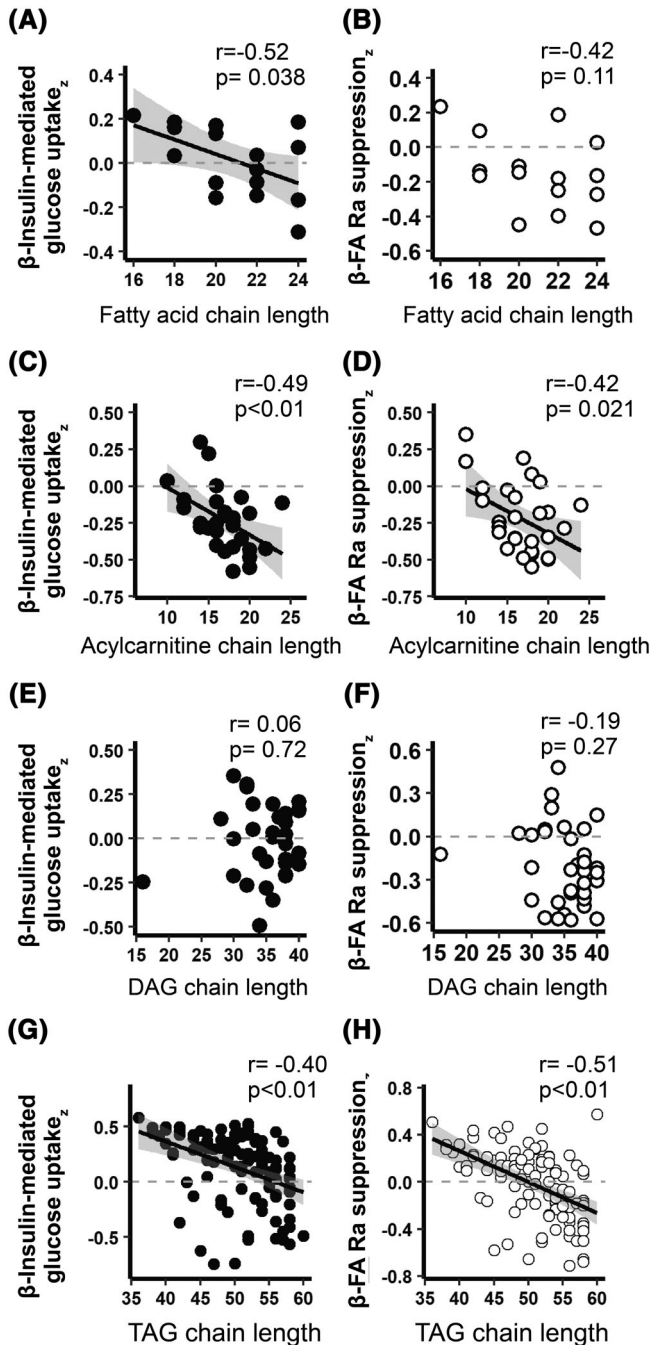 (A)
r=-0.52
p= 0.038
β-Insulin-mediated
glucose uptakez
0.4
0.2
0.0
-0.2
-0.4
16 18 20 22 24
Fatty acid chain length
(B)
r=-0.42
p= 0.11
β-FA Ra suppressionz
0.4
0.2
0.0
-0.2
-0.4
-0.6
16 18 20 22 24
Fatty acid chain length
(C)
r=-0.49
p<0.01
β-Insulin-mediated
glucose uptakez
0.50
0.25
0.00
-0.25
-0.50
-0.75
10 15 20 25
Acylcarnitine chain length
(D)
r=-0.42
p= 0.021
β-FA Ra suppressionz
0.50
0.25
0.00
-0.25
-0.50
-0.75
10 15 20 25
Acylcarnitine chain length
(E)
r= 0.06
p= 0.72
β-Insulin-mediated
glucose uptakez
0.50
0.25
0.00
-0.25
-0.50
15 20 25 30 35 40
DAG chain length
(F)
r= -0.19
p= 0.27
β-FA Ra suppressionz
0.6
0.3
0.0
-0.3
-0.6
15 20 25 30 35 40
DAG chain length
(G)
r= -0.40
p<0.01
β-Insulin-mediated
glucose uptakez
0.5
0.0
-0.5
35 40 45 50 55 60
TAG chain length
(H)
r= -0.51
p<0.01
β-FA Ra suppression
0.8
0.4
0.0
-0.4
-0.8
35 40 45 50 55 60
TAG chain length